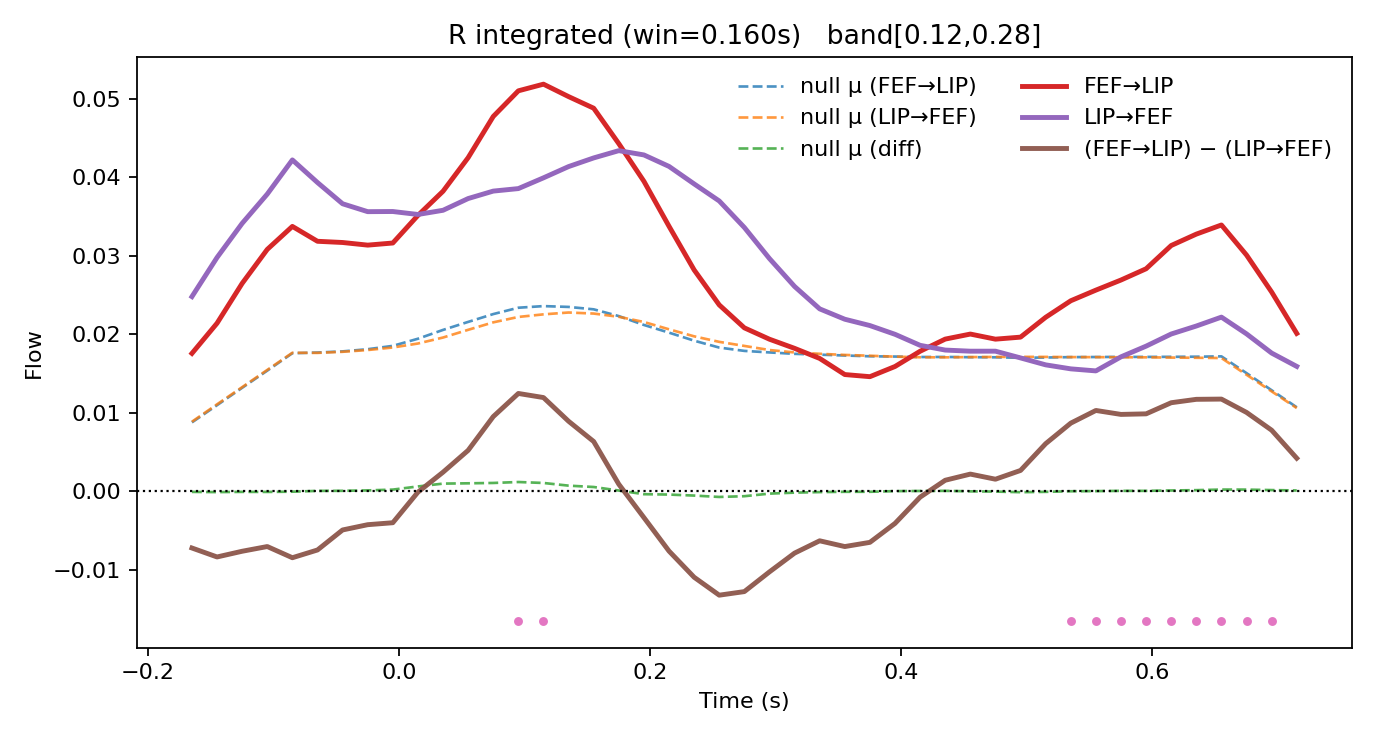 R integrated (win=0.160s)   band[0.12,0.28]
null μ (FEF→LIP)
null μ (LIP→FEF)
null μ (diff)
FEF→LIP
LIP→FEF
(FEF→LIP) − (LIP→FEF)
Flow
0.05
0.04
0.03
0.02
0.01
0.00
−0.01
−0.2
0.0
0.2
0.4
0.6
Time (s)